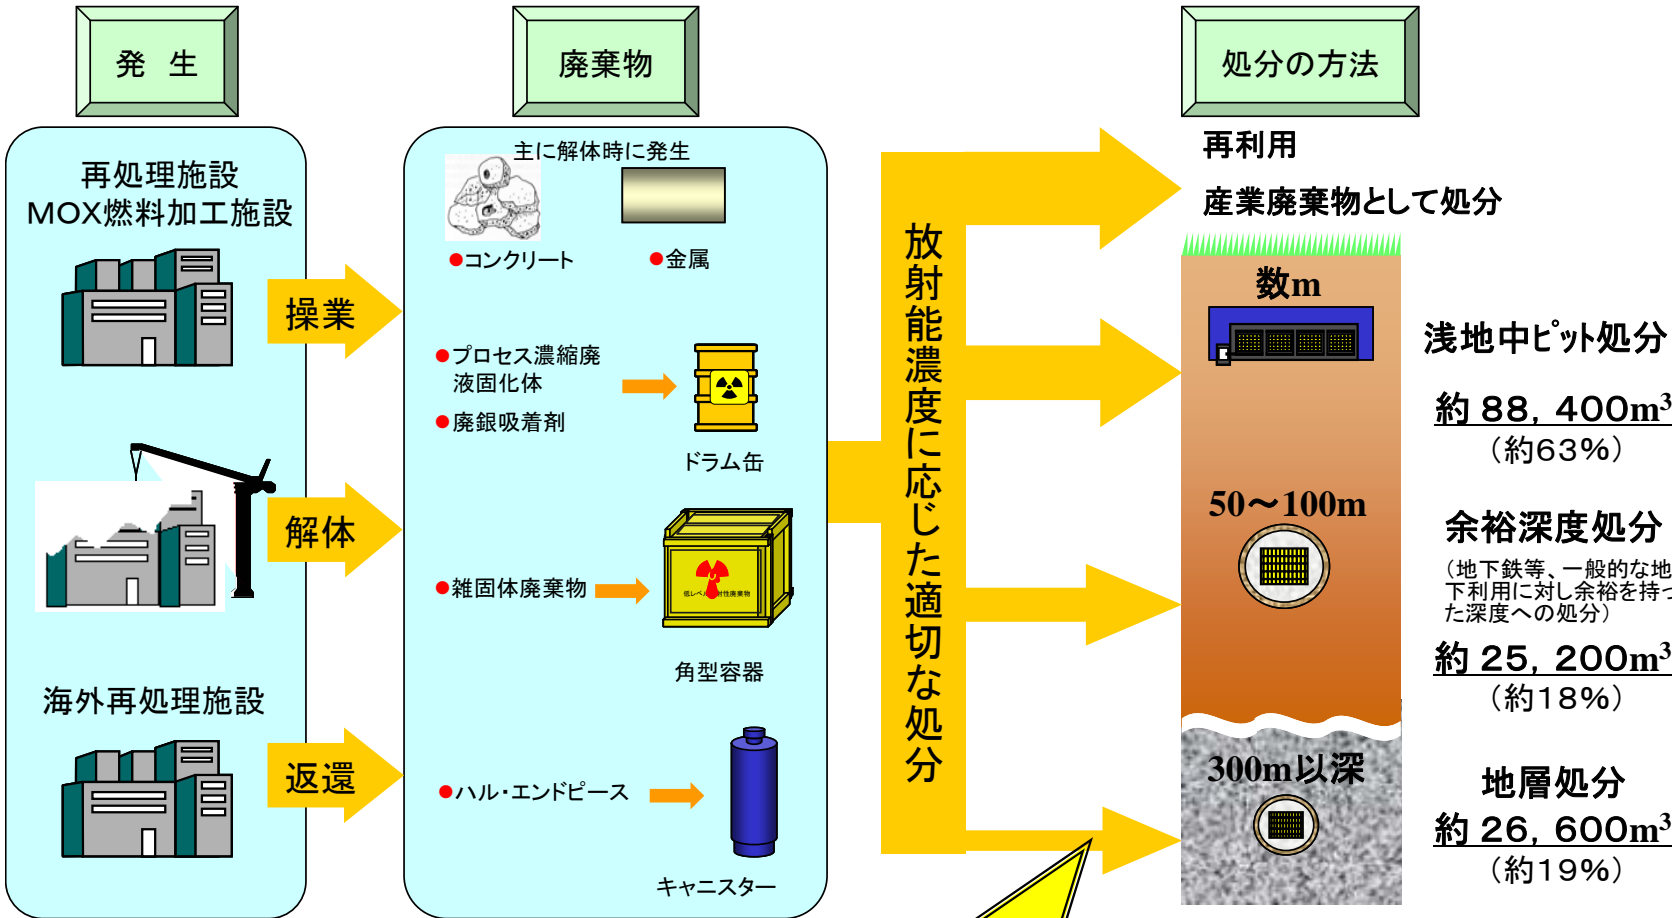 発 生
廃棄物
処分の方法
再処理施設
MOX燃料加工施設
操業
解体
海外再処理施設
返還
主に解体時に発生
●コンクリート
●金属
●プロセス濃縮廃
液固化体
●廃銀吸着剤
ドラム缶
●雑固体廃棄物
角型容器
●ハル・エンドピース
キャニスター
放射能濃度に応じた適切な処分
再利用
産業廃棄物として処分
数m
浅地中ピット処分
約 88, 400m³
(約63%)
50～100m
余裕深度処分
(地下鉄等、一般的な地
下利用に対し余裕を持っ
た深度への処分)
約 25, 200m³
(約18%)
300m以深
地層処分
約 26, 600m³
(約19%)